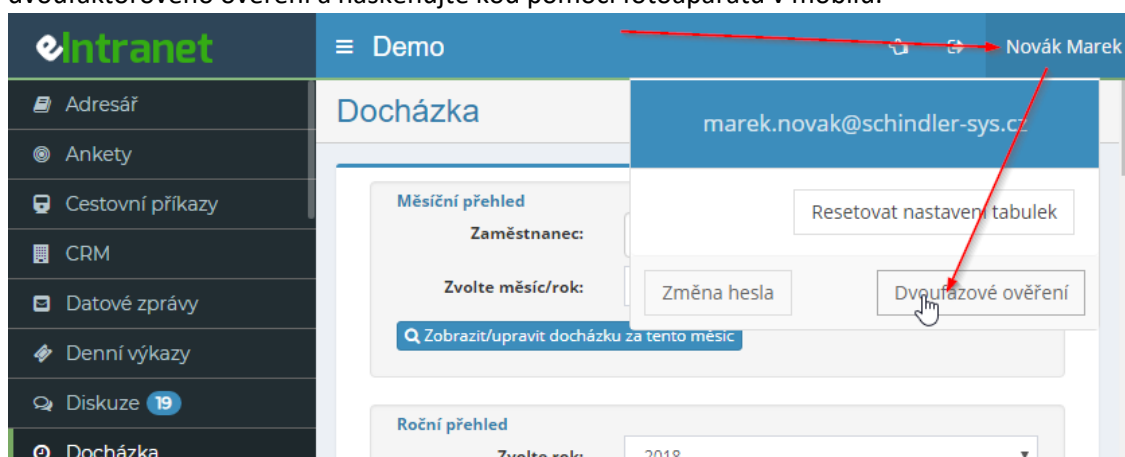 dvoufaktorového ověření a naskenujte kód pomocí fotoaparátu v mobilu.
eIntranet
Demo
Novák Marek
Adresář
Ankety
Cestovní příkazy
CRM
Datové zprávy
Denní výkazy
Diskuze 19
Docházka
Docházka
marek.novak@schindler-sys.cz
Resetovat nastavení tabulek
Změna hesla
Dvoufázové ověření
Měsíční přehled
Zaměstnanec:
Zvolte měsíc/rok:
Zobrazit/upravit docházku za tento měsíc
Roční přehled
Zvolte rok:
2018